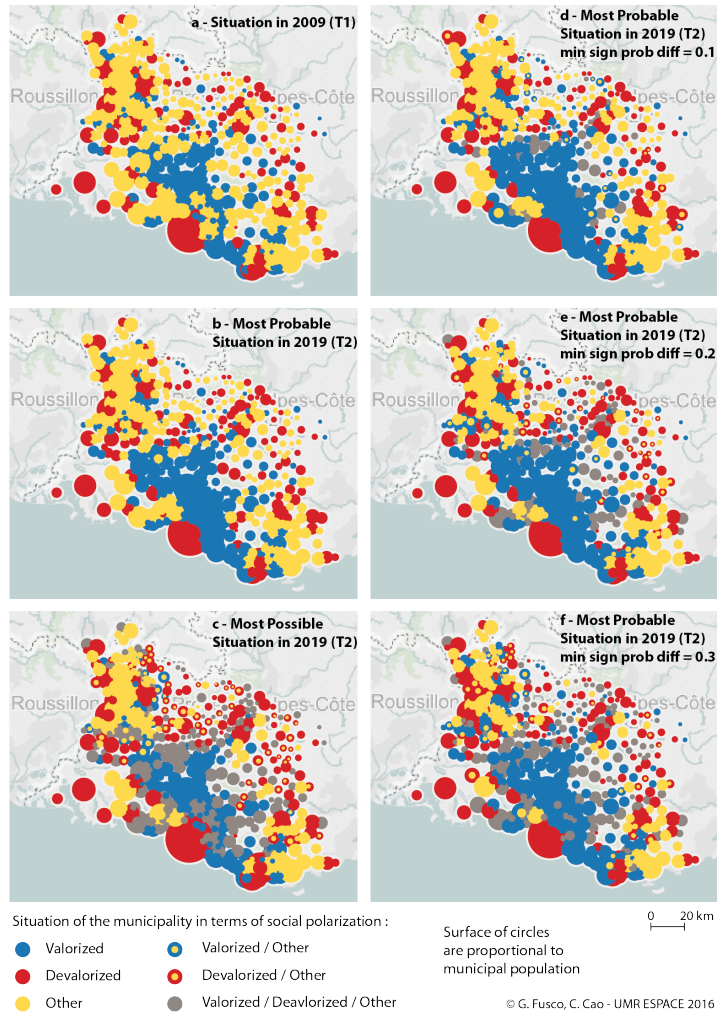 a - Situation in 2009 (T1)
Roussillon
pes-Côte
d - Most Probable
Situation in 2019 (T2)
min sign prob diff = 0.1
Roussillon
pes-Côte
b - Most Probable
Situation in 2019 (T2)
Roussillon
pes-Côte
e - Most Probable
Situation in 2019 (T2)
min sign prob diff = 0.2
Roussillon
pes-Côte
c - Most Possible
Situation in 2019 (T2)
Roussillon
pes-Côte
f - Most Probable
Situation in 2019 (T2)
min sign prob diff = 0.3
Roussillon
pes-Côte
Situation of the municipality in terms of social polarization :
Valorized
Devalorized
Other
Valorized / Other
Devalorized / Other
Valorized / Deavlorized / Other
Surface of circles
are proportional to
municipal population
0 20 km
© G. Fusco, C. Cao - UMR ESPACE 2016